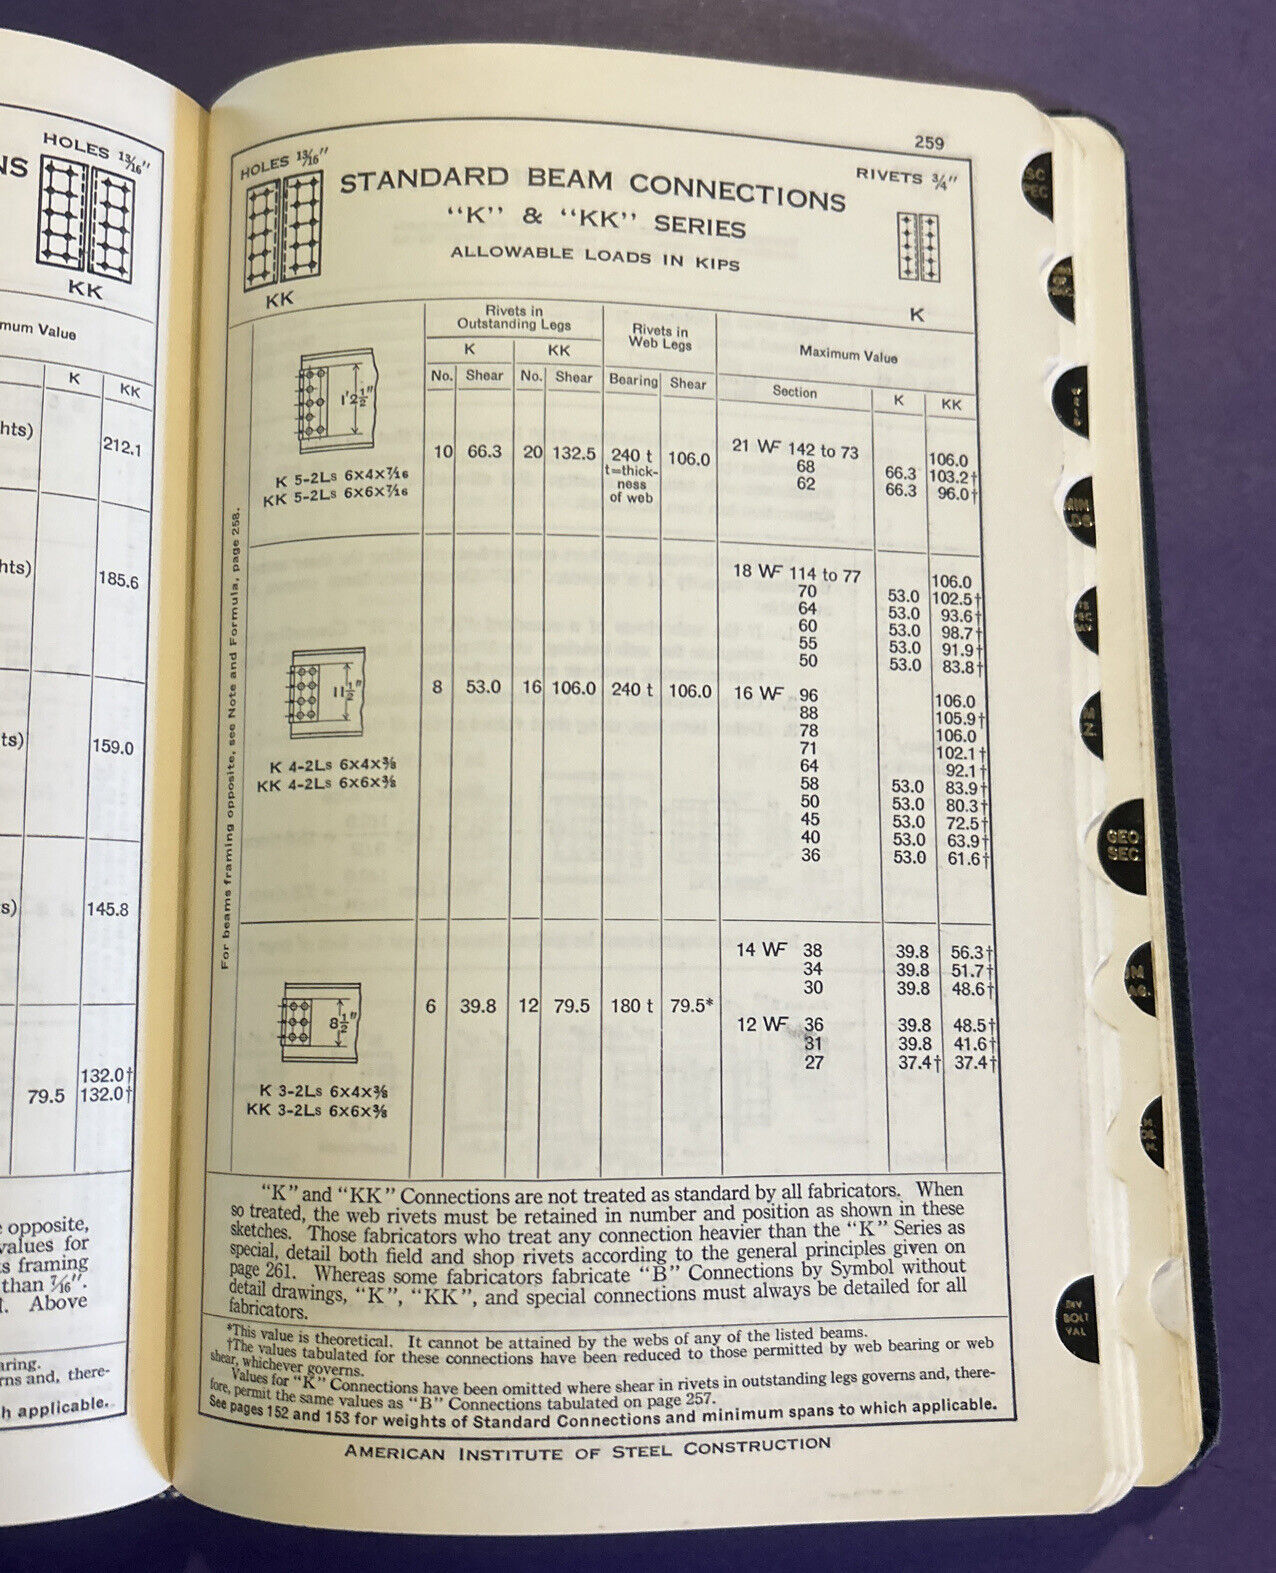 NS
HOLES 13/16"
KK
mum Value
K KK
hts)
212.1
hts)
185.6
ts)
159.0
s)
145.8
79.5 132.0†
132.0†
opposite,
values for
s framing
than 7/16".
Above
aring.
rns and, there-
h applicable.
259
HOLES 13/16"
RIVETS 3/4"
STANDARD BEAM CONNECTIONS
"K" & "KK" SERIES
ALLOWABLE LOADS IN KIPS
KK
K
Rivets in Outstanding Legs
Rivets in Web Legs
Maximum Value
K KK
No. Shear No. Shear Bearing Shear Section K KK
1'2½"
K 5-2Ls 6x4x7/16
KK 5-2Ls 6x6x7/16
10 66.3 20 132.5 240 t 106.0
t=thick-
ness
of web
21 WF 142 to 73 106.0
68 66.3 103.2†
62 66.3 96.0†
11½"
K 4-2Ls 6x4x3/8
KK 4-2Ls 6x6x3/8
8 53.0 16 106.0 240 t 106.0
18 WF 114 to 77 106.0
70 53.0 102.5†
64 53.0 93.6†
60 53.0 98.7†
55 53.0 91.9†
50 53.0 83.8†
16 WF 96 106.0
88 105.9†
78 106.0
71 102.1†
64 92.1†
58 53.0 83.9†
50 53.0 80.3†
45 53.0 72.5†
40 53.0 63.9†
36 53.0 61.6†
8½"
K 3-2Ls 6x4x3/8
KK 3-2Ls 6x6x3/8
6 39.8 12 79.5 180 t 79.5*
14 WF 38 39.8 56.3†
34 39.8 51.7†
30 39.8 48.6†
12 WF 36 39.8 48.5†
31 39.8 41.6†
27 37.4† 37.4†
For beams framing opposite, see Note and Formula, page 258.
"K" and "KK" Connections are not treated as standard by all fabricators. When
so treated, the web rivets must be retained in number and position as shown in these
sketches. Those fabricators who treat any connection heavier than the "K" Series as
special, detail both field and shop rivets according to the general principles given on
page 261. Whereas some fabricators fabricate "B" Connections by Symbol without
detail drawings, "K", "KK", and special connections must always be detailed for all
fabricators.
*This value is theoretical. It cannot be attained by the webs of any of the listed beams.
†The values tabulated for these connections have been reduced to those permitted by web bearing or web
shear, whichever governs.
Values for "K" Connections have been omitted where shear in rivets in outstanding legs governs and, there-
fore, permit the same values as "B" Connections tabulated on page 257.
See pages 152 and 153 for weights of Standard Connections and minimum spans to which applicable.
AMERICAN INSTITUTE OF STEEL CONSTRUCTION
GEO
SEC
BOLT
VAL